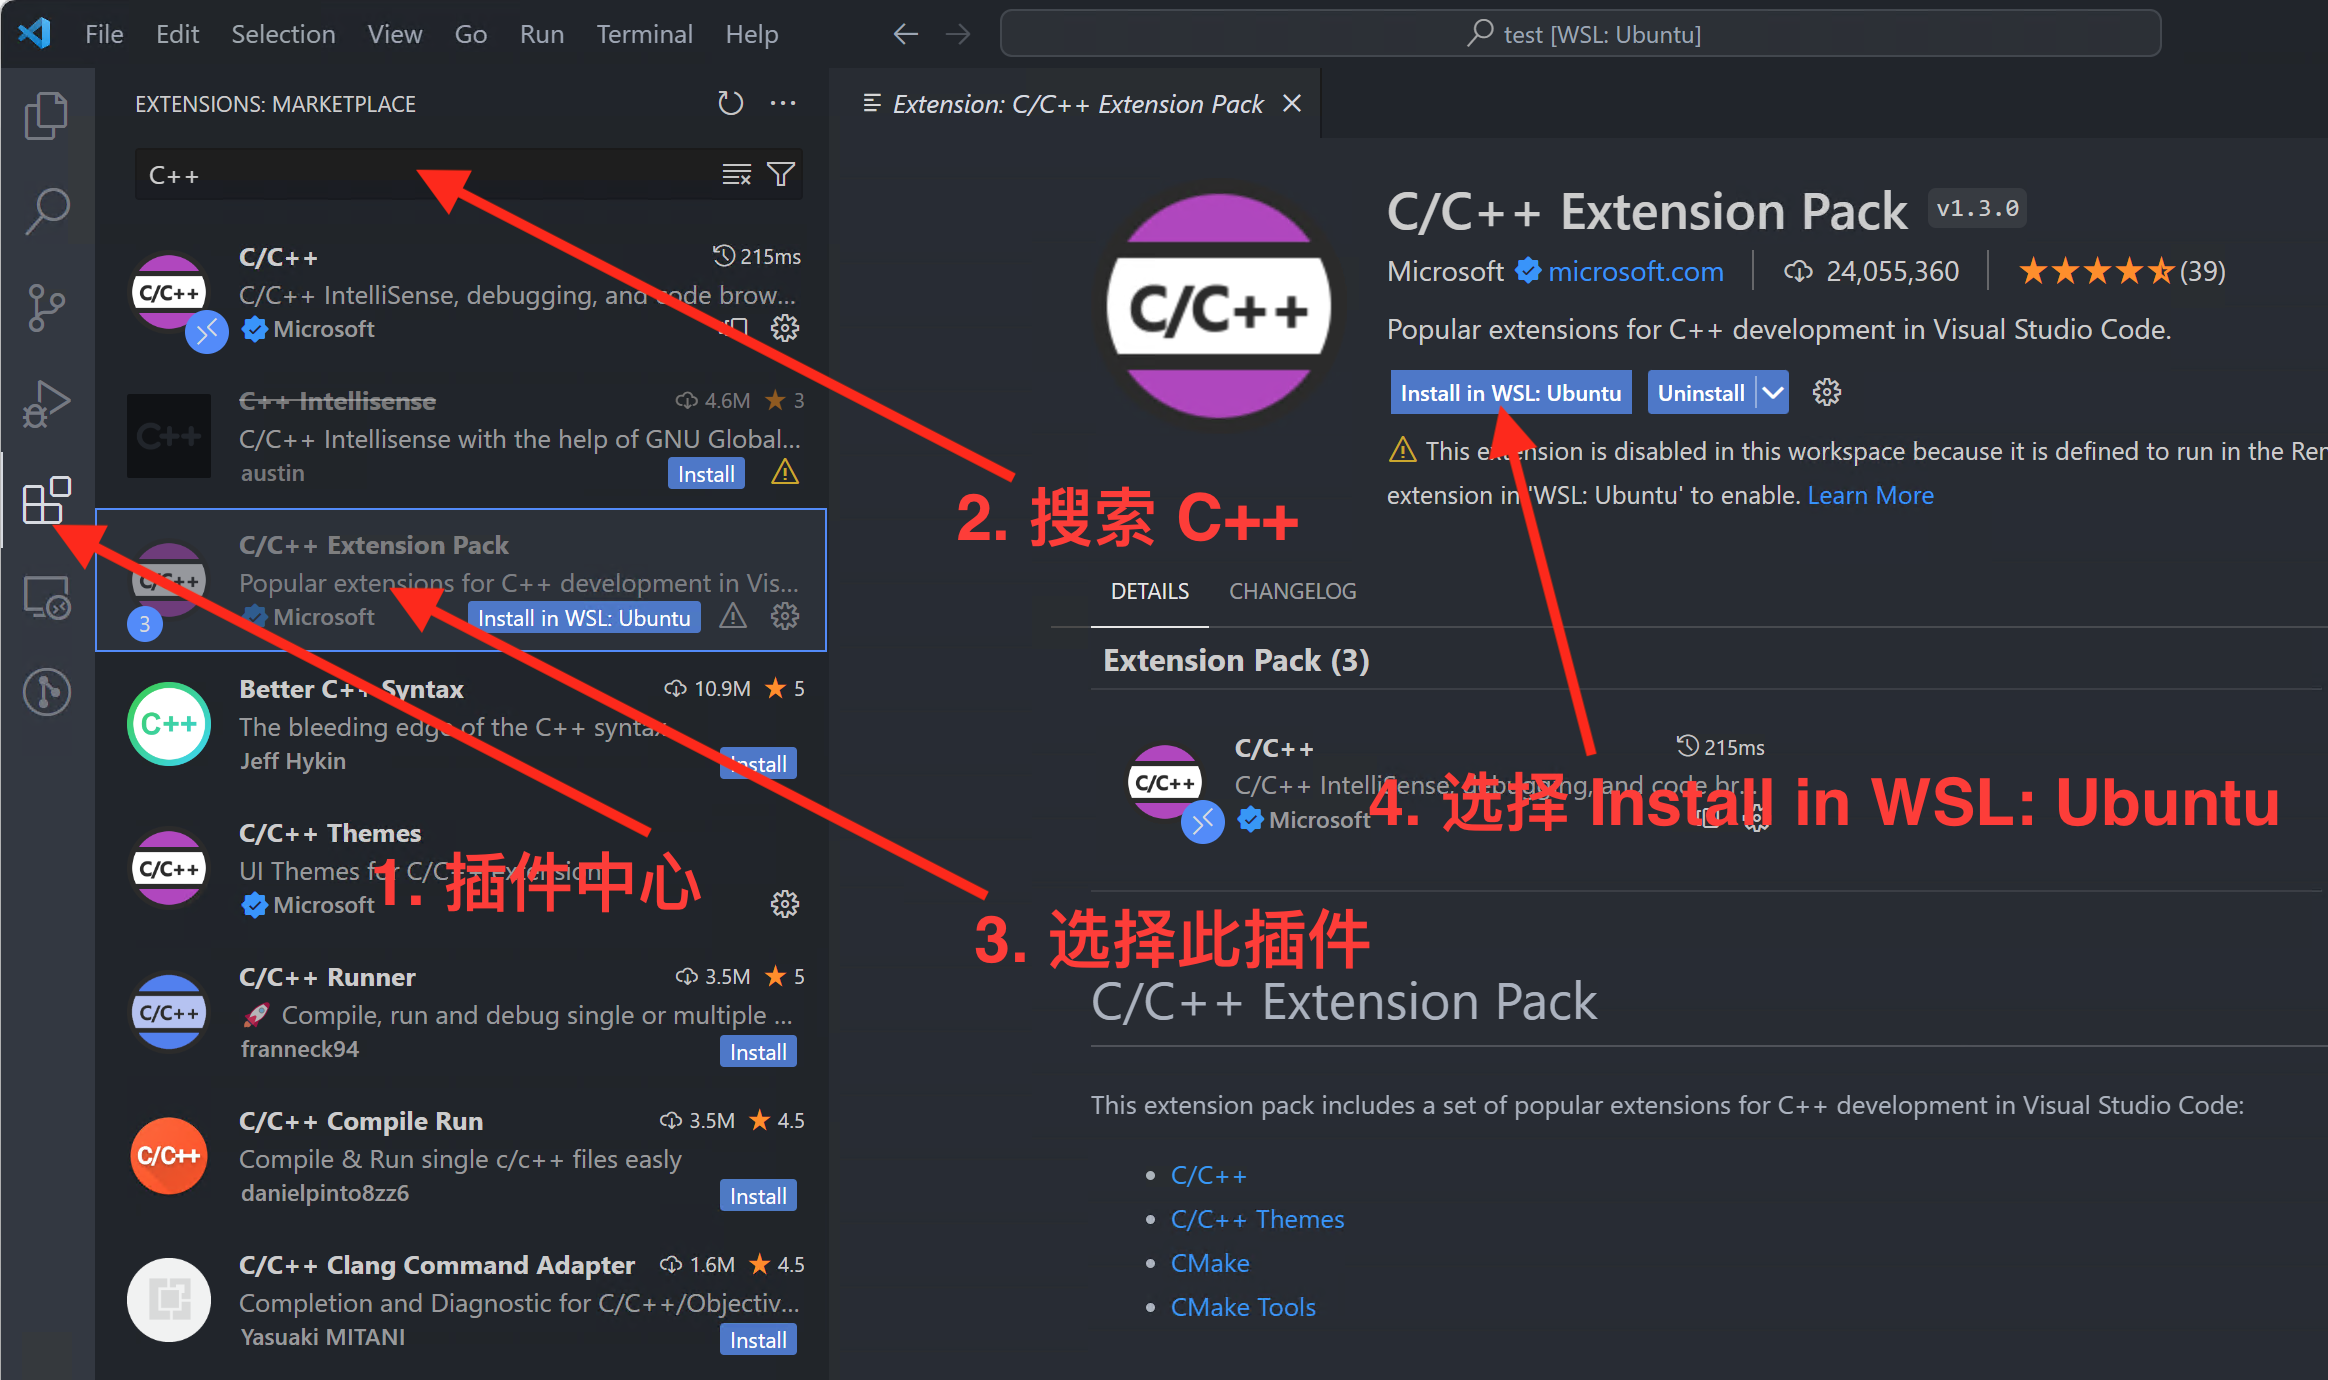 File Edit Selection View Go Run Terminal Help
test [WSL: Ubuntu]
EXTENSIONS: MARKETPLACE
C++
C/C++
215ms
C/C++ IntelliSense, debugging, and code brow...
Microsoft
C++ Intellisense
4.6M 3
C/C++ Intellisense with the help of GNU Global...
austin
Install
C/C++ Extension Pack
Popular extensions for C++ development in Vis...
Microsoft
Install in WSL: Ubuntu
3
Better C++ Syntax
10.9M 5
The bleeding edge of the C++ syntax
Jeff Hykin
Install
C/C++ Themes
UI Themes for C/C++ extension
Microsoft
1. 插件中心
C/C++ Runner
3.5M 5
🚀 Compile, run and debug single or multiple ...
franneck94
Install
C/C++ Compile Run
3.5M 4.5
Compile & Run single c/c++ files easly
danielpinto8zz6
Install
C/C++ Clang Command Adapter
1.6M 4.5
Completion and Diagnostic for C/C++/Objectiv...
Yasuaki MITANI
Install
Extension: C/C++ Extension Pack
C/C++
C/C++ Extension Pack v1.3.0
Microsoft microsoft.com 24,055,360 (39)
Popular extensions for C++ development in Visual Studio Code.
Install in WSL: Ubuntu Uninstall
This extension is disabled in this workspace because it is defined to run in the Rem
extension in 'WSL: Ubuntu' to enable. Learn More
2. 搜索 C++
DETAILS CHANGELOG
Extension Pack (3)
C/C++
215ms
C/C++ IntelliSense, debugging, and code br...
Microsoft
4. 选择 Install in WSL: Ubuntu
3. 选择此插件
C/C++ Extension Pack
This extension pack includes a set of popular extensions for C++ development in Visual Studio Code:
• C/C++
• C/C++ Themes
• CMake
• CMake Tools